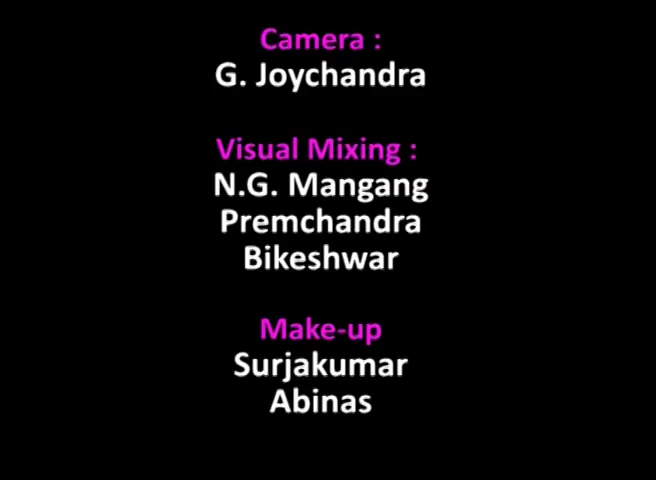 Camera :
G. Joychandra
Visual Mixing :
N.G. Mangang
Premchandra
Bikeshwar
Make-up
Surjakumar
Abinas